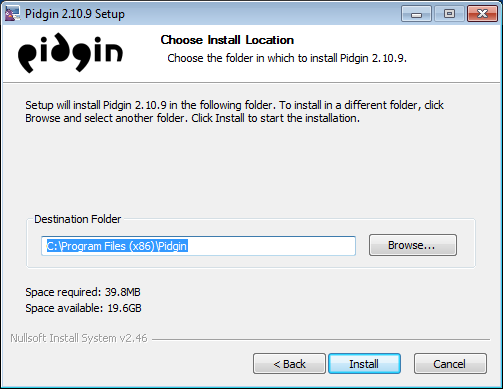 Pidgin 2.10.9 Setup
pidgin
Choose Install Location
Choose the folder in which to install Pidgin 2.10.9.
Setup will install Pidgin 2.10.9 in the following folder. To install in a different folder, click
Browse and select another folder. Click Install to start the installation.
Destination Folder
C:\Program Files (x86)\Pidgin
Browse...
Space required: 39.8MB
Space available: 19.6GB
Nullsoft Install System v2.46
< Back
Install
Cancel